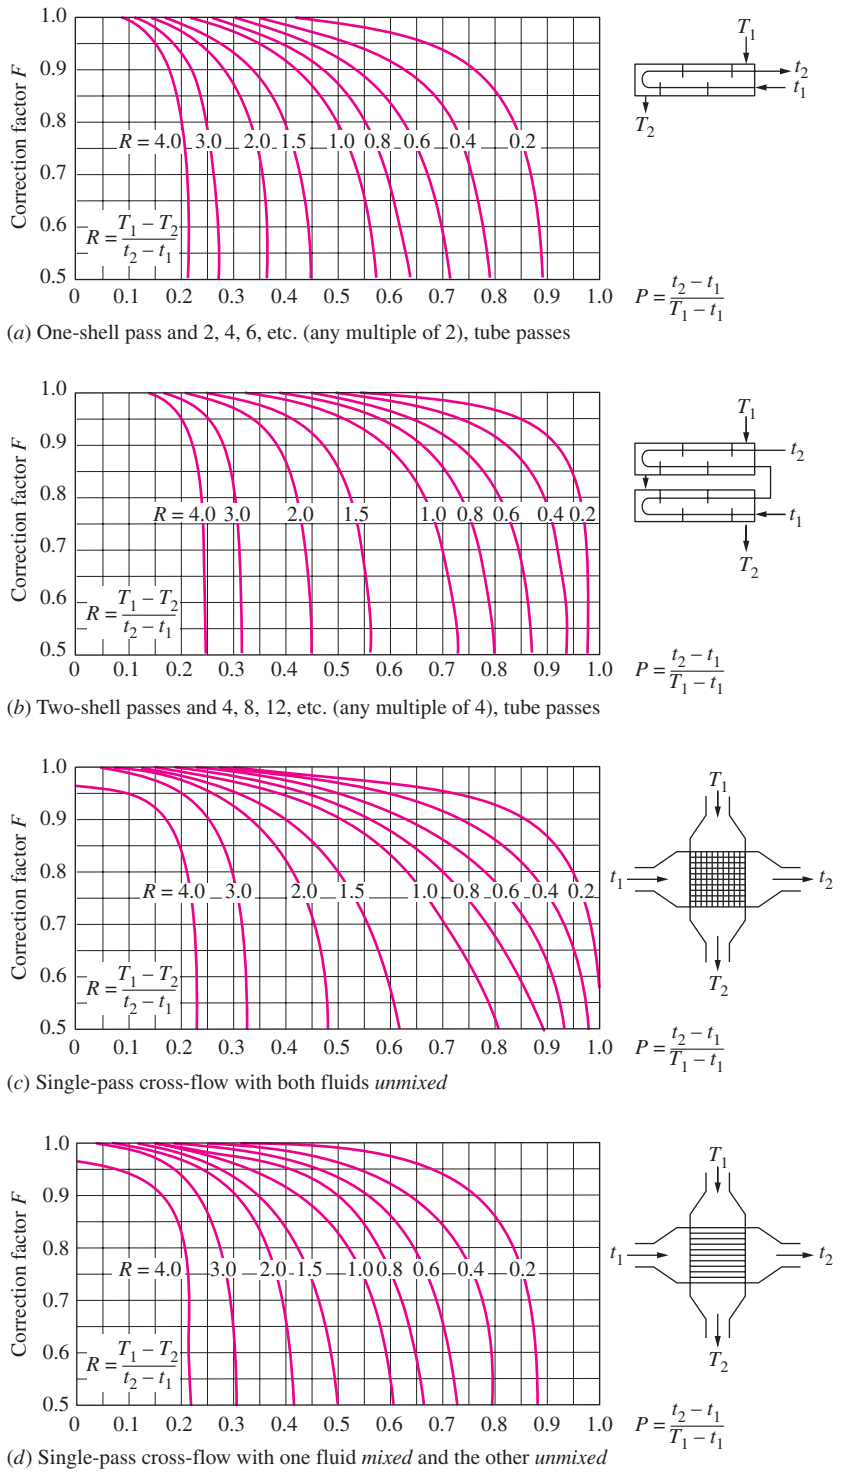 1.0
T₁
0.9
t₂
t₁
0.8
T₂
R = 4.0 3.0 2.0 1.5 1.0 0.8 0.6 0.4 0.2
0.7
Correction factor F
0.6
R = (T₁ − T₂)/(t₂ − t₁)
0.5
0 0.1 0.2 0.3 0.4 0.5 0.6 0.7 0.8 0.9 1.0
P = (t₂ − t₁)/(T₁ − t₁)
(a) One-shell pass and 2, 4, 6, etc. (any multiple of 2), tube passes
1.0
T₁
0.9
t₂
0.8
R = 4.0 3.0 2.0 1.5 1.0 0.8 0.6 0.4 0.2
t₁
0.7
T₂
Correction factor F
0.6
R = (T₁ − T₂)/(t₂ − t₁)
0.5
0 0.1 0.2 0.3 0.4 0.5 0.6 0.7 0.8 0.9 1.0
P = (t₂ − t₁)/(T₁ − t₁)
(b) Two-shell passes and 4, 8, 12, etc. (any multiple of 4), tube passes
1.0
T₁
0.9
0.8
t₁
t₂
R = 4.0 3.0 2.0 1.5 1.0 0.8 0.6 0.4 0.2
0.7
Correction factor F
0.6
R = (T₁ − T₂)/(t₂ − t₁)
T₂
0.5
0 0.1 0.2 0.3 0.4 0.5 0.6 0.7 0.8 0.9 1.0
P = (t₂ − t₁)/(T₁ − t₁)
(c) Single-pass cross-flow with both fluids unmixed
1.0
T₁
0.9
0.8
t₁
t₂
R = 4.0 3.0 2.0 1.5 1.0 0.8 0.6 0.4 0.2
0.7
Correction factor F
0.6
R = (T₁ − T₂)/(t₂ − t₁)
T₂
0.5
0 0.1 0.2 0.3 0.4 0.5 0.6 0.7 0.8 0.9 1.0
P = (t₂ − t₁)/(T₁ − t₁)
(d) Single-pass cross-flow with one fluid mixed and the other unmixed